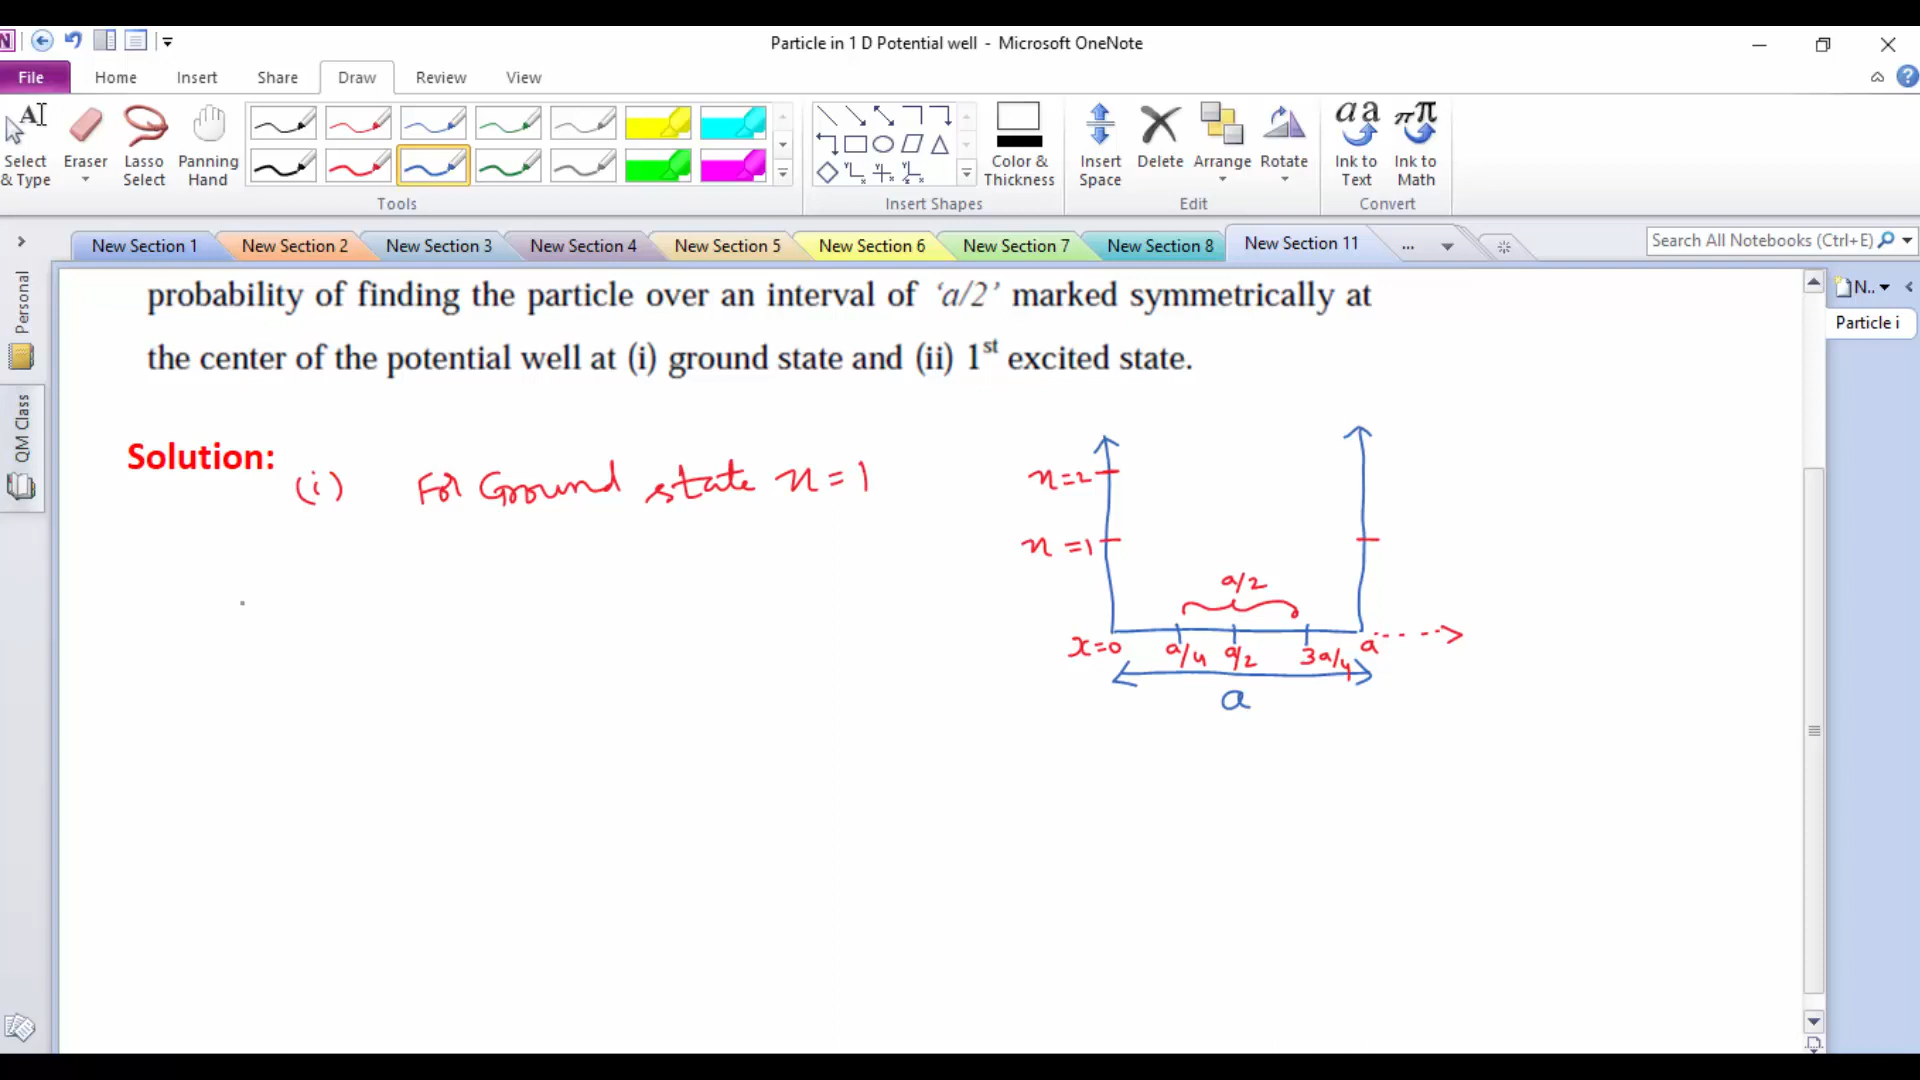 Particle in 1 D Potential well - Microsoft OneNote
File Home Insert Share Draw Review View
Select & Type
Eraser
Lasso Select
Panning Hand
Color & Thickness
Insert Space
Delete
Arrange
Rotate
Ink to Text
Ink to Math
Tools
Insert Shapes
Edit
Convert
New Section 1 New Section 2 New Section 3 New Section 4 New Section 5 New Section 6 New Section 7 New Section 8 New Section 11 ...
Search All Notebooks (Ctrl+E)
Personal
QM Class
N..
Particle i
probability of finding the particle over an interval of ‘a/2’ marked symmetrically at
the center of the potential well at (i) ground state and (ii) 1st excited state.
Solution:
(i) For Ground state n = 1
n=2
n=1
a/2
x=0 a/4 a/2 3a/4 a
a